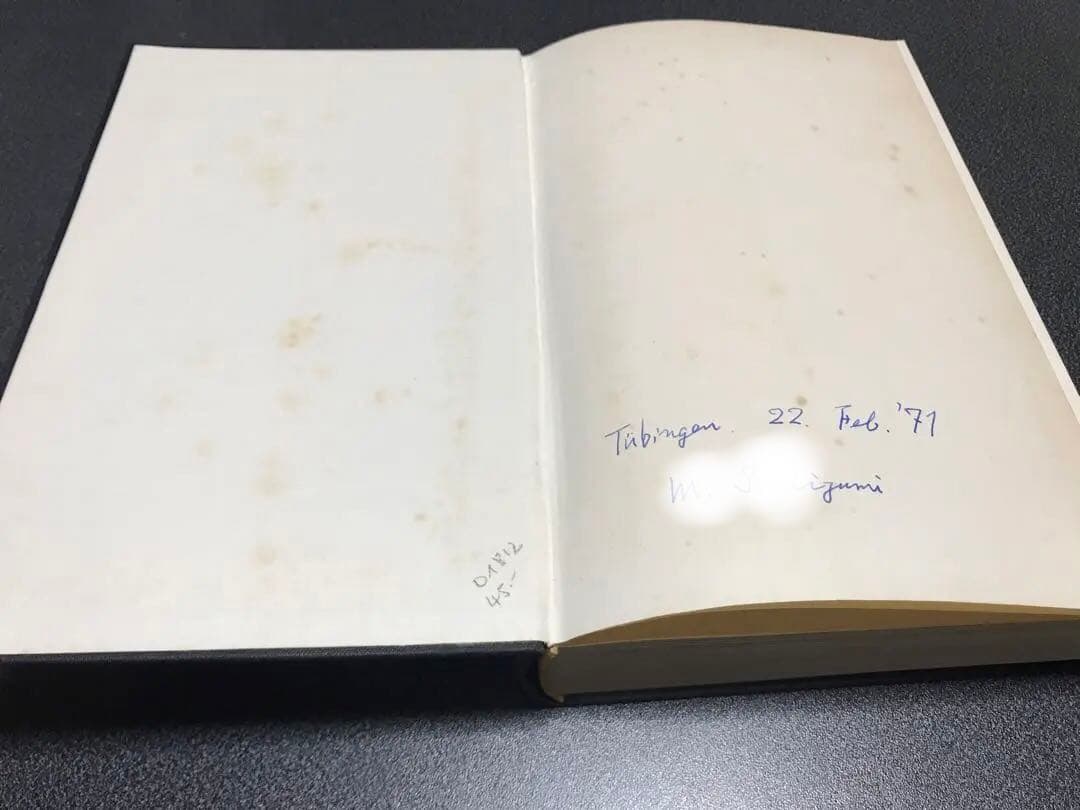 01812
45.-
Tübingen. 22. Feb. '71
M.